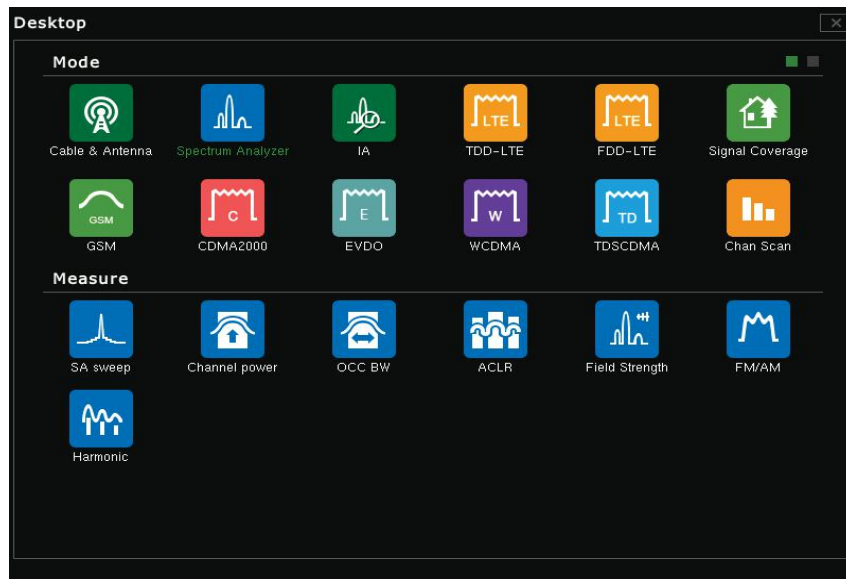 Desktop
Mode
Cable & Antenna Spectrum Analyzer IA TDD-LTE FDD-LTE Signal Coverage
LTE LTE
GSM C E W TD
GSM CDMA2000 EVDO WCDMA TDSCDMA Chan Scan
Measure
SA sweep Channel power OCC BW ACLR Field Strength FM/AM
Harmonic